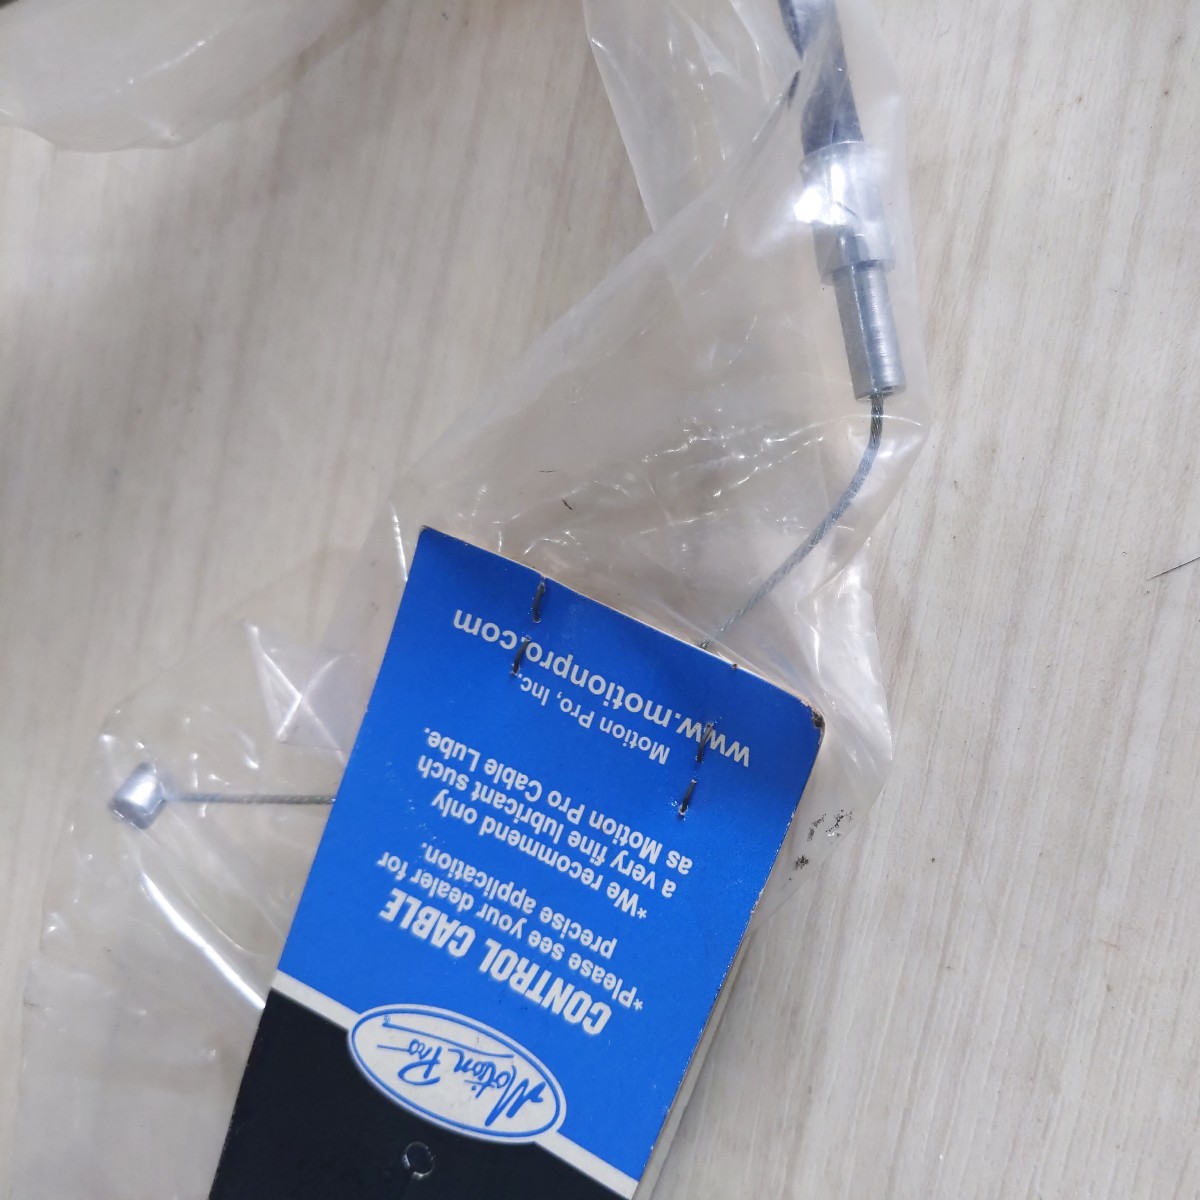 Motion Pro
CONTROL CABLE
*Please see your dealer for
precise application.
*We recommend only
a very fine lubricant such
as Motion Pro Cable Lube.
Motion Pro, Inc.
www.motionpro.com